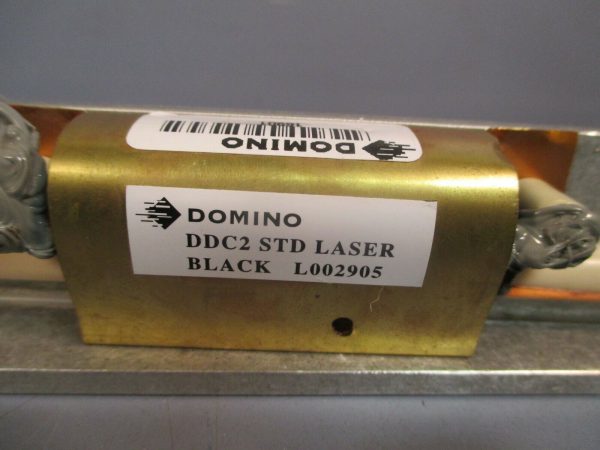 DOMINO
DOMINO
DDC2 STD LASER
BLACK L002905